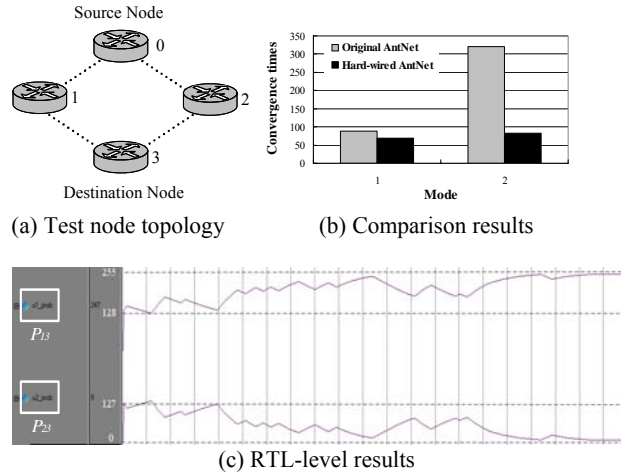 Source Node
0
1
2
3
Destination Node
(a) Test node topology
Convergence times
350
300
250
200
150
100
50
0
Original AntNet
Hard-wired AntNet
1
2
Mode
(b) Comparison results
P13
P23
247
255
128
127
0
(c) RTL-level results